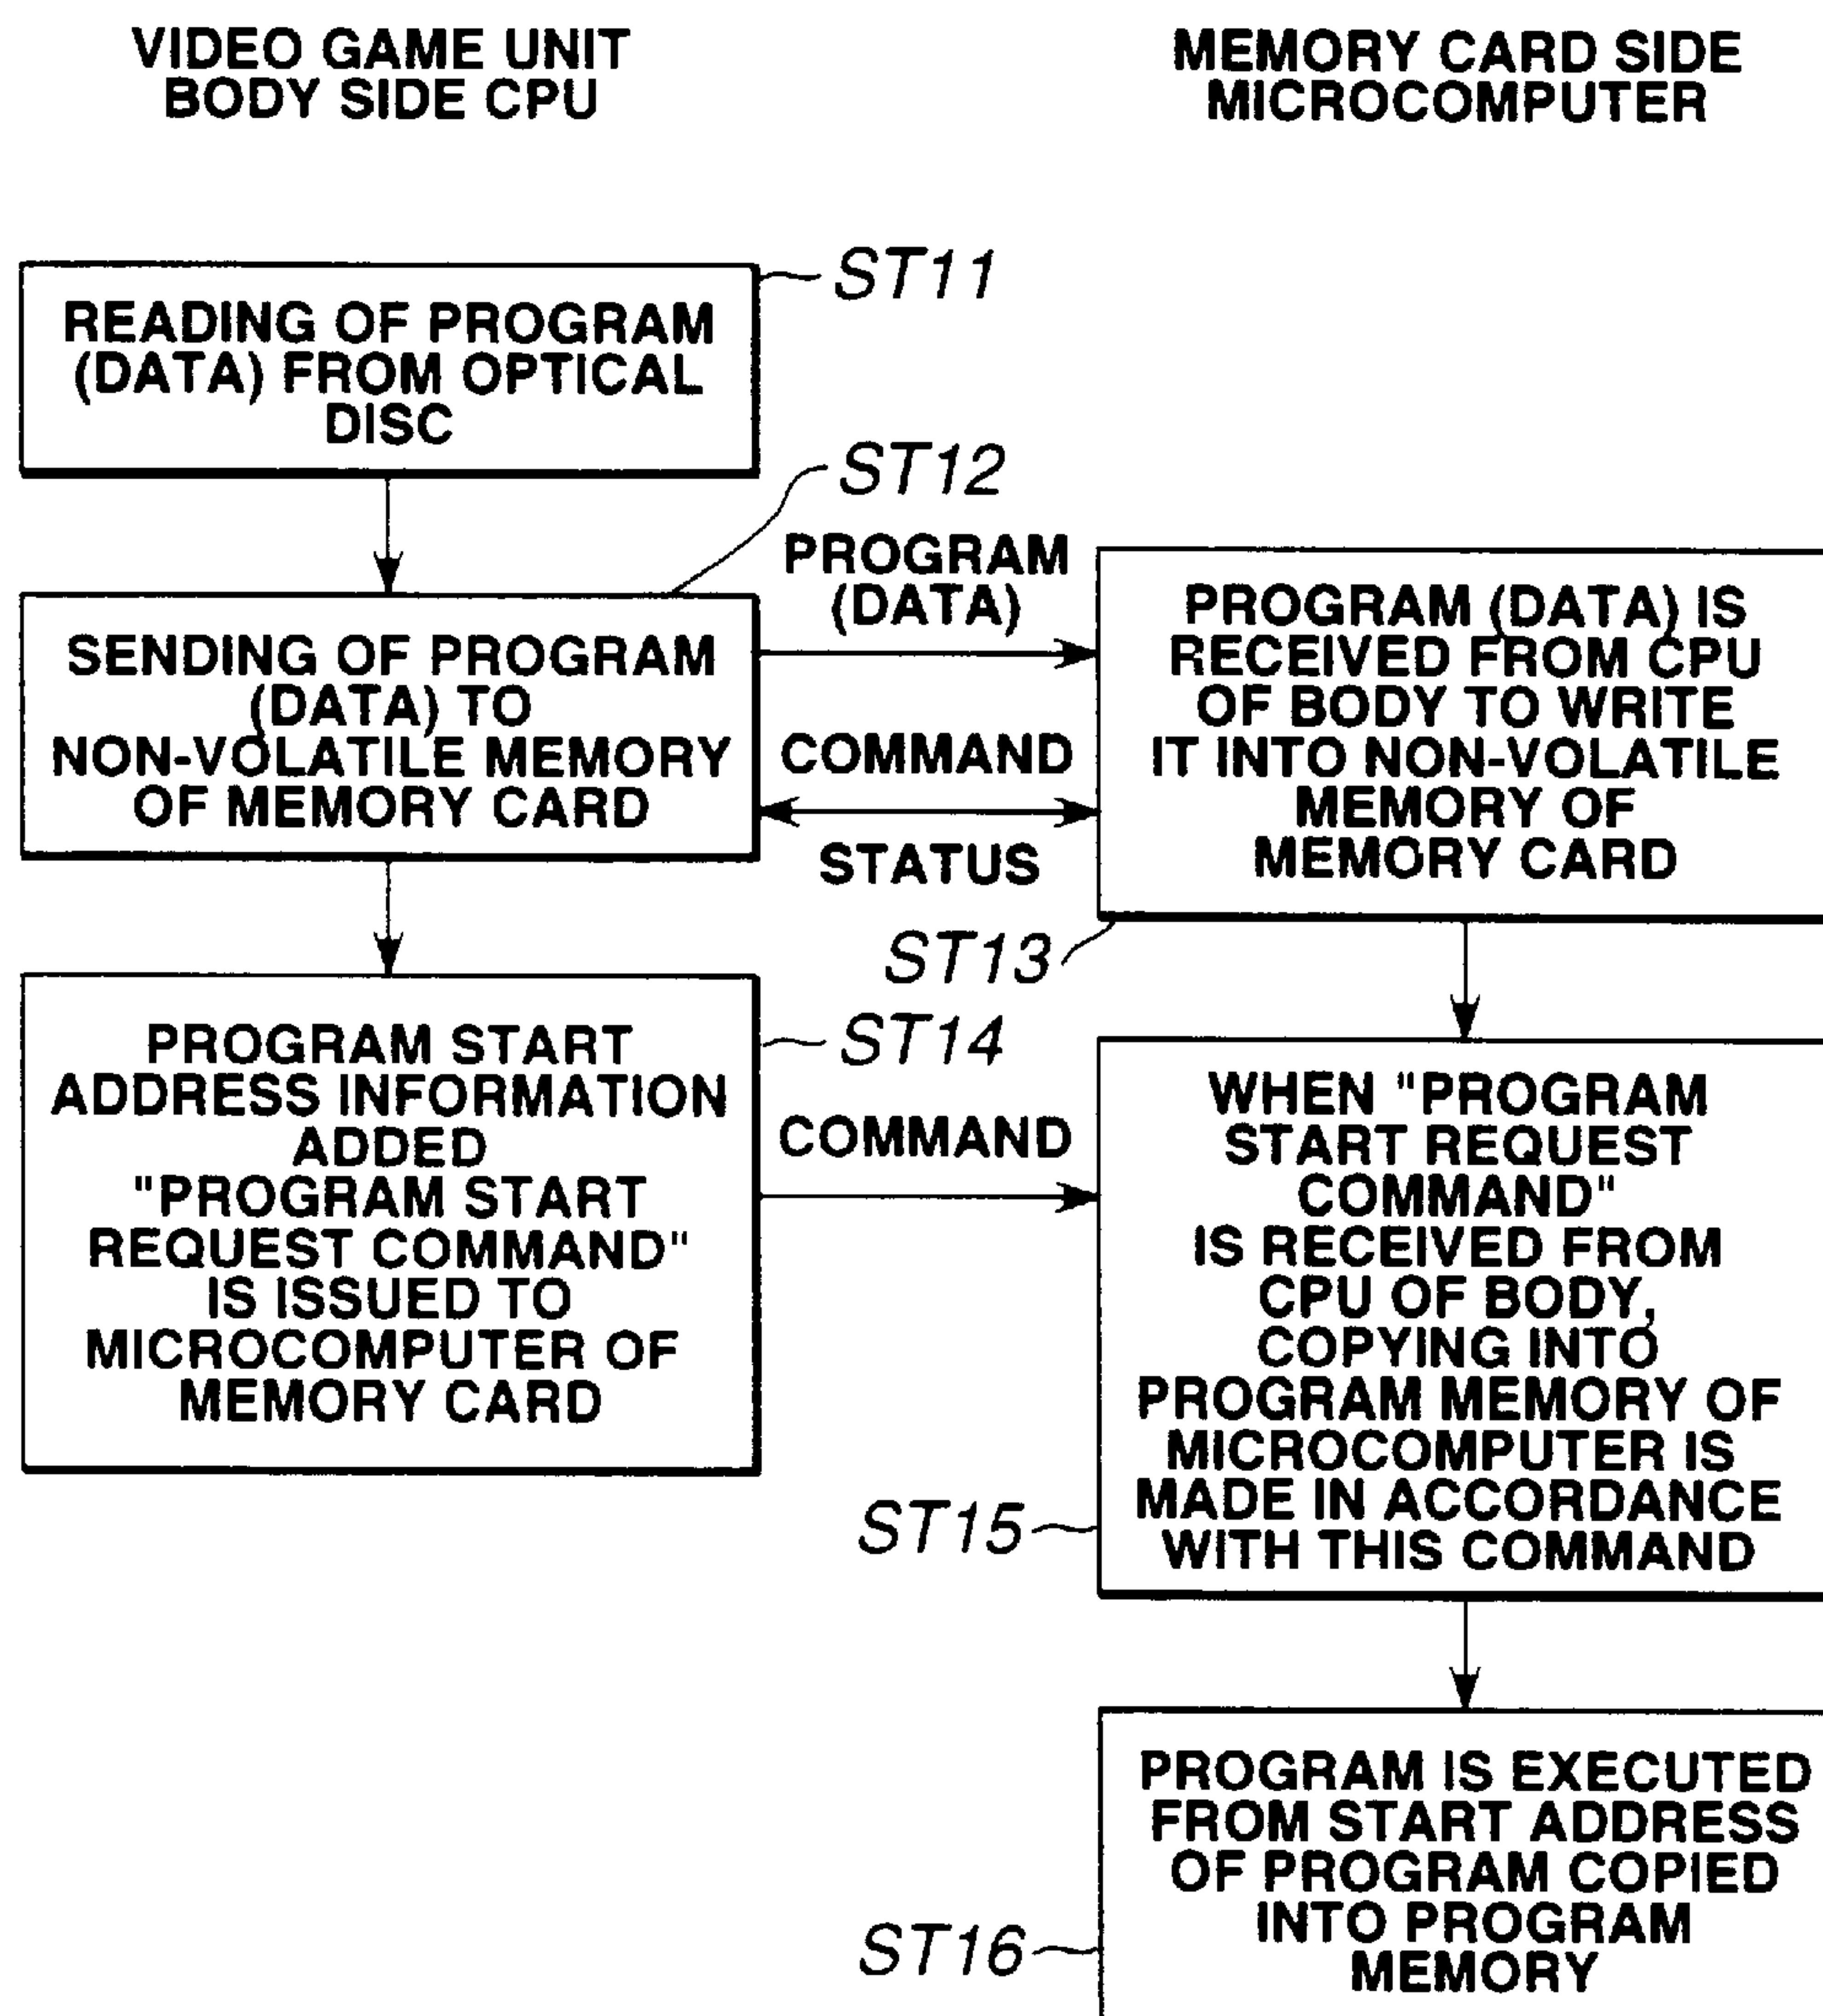 VIDEO GAME UNIT
BODY SIDE CPU
MEMORY CARD SIDE
MICROCOMPUTER
ST11
READING OF PROGRAM
(DATA) FROM OPTICAL
DISC
ST12
SENDING OF PROGRAM
(DATA) TO
NON-VOLATILE MEMORY
OF MEMORY CARD
PROGRAM
(DATA)
COMMAND
STATUS
PROGRAM (DATA) IS
RECEIVED FROM CPU
OF BODY TO WRITE
IT INTO NON-VOLATILE
MEMORY OF
MEMORY CARD
ST13
PROGRAM START
ADDRESS INFORMATION
ADDED
"PROGRAM START
REQUEST COMMAND"
IS ISSUED TO
MICROCOMPUTER OF
MEMORY CARD
ST14
COMMAND
WHEN "PROGRAM
START REQUEST
COMMAND"
IS RECEIVED FROM
CPU OF BODY,
COPYING INTO
PROGRAM MEMORY OF
MICROCOMPUTER IS
MADE IN ACCORDANCE
WITH THIS COMMAND
ST15
PROGRAM IS EXECUTED
FROM START ADDRESS
OF PROGRAM COPIED
INTO PROGRAM
MEMORY
ST16